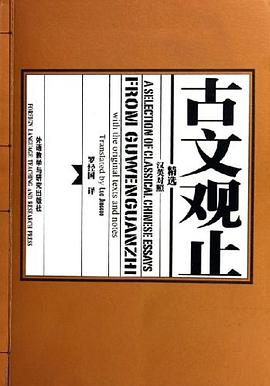 古文观止
精选
汉英对照
A SELECTION OF CLASSICAL CHINESE ESSAYS
FROM GUWENGUANZHI
with the original texts and notes
Translated by Luo Jingguo
罗经国 译
外语教学与研究出版社
FOREIGN LANGUAGE TEACHING AND RESEARCH PRESS